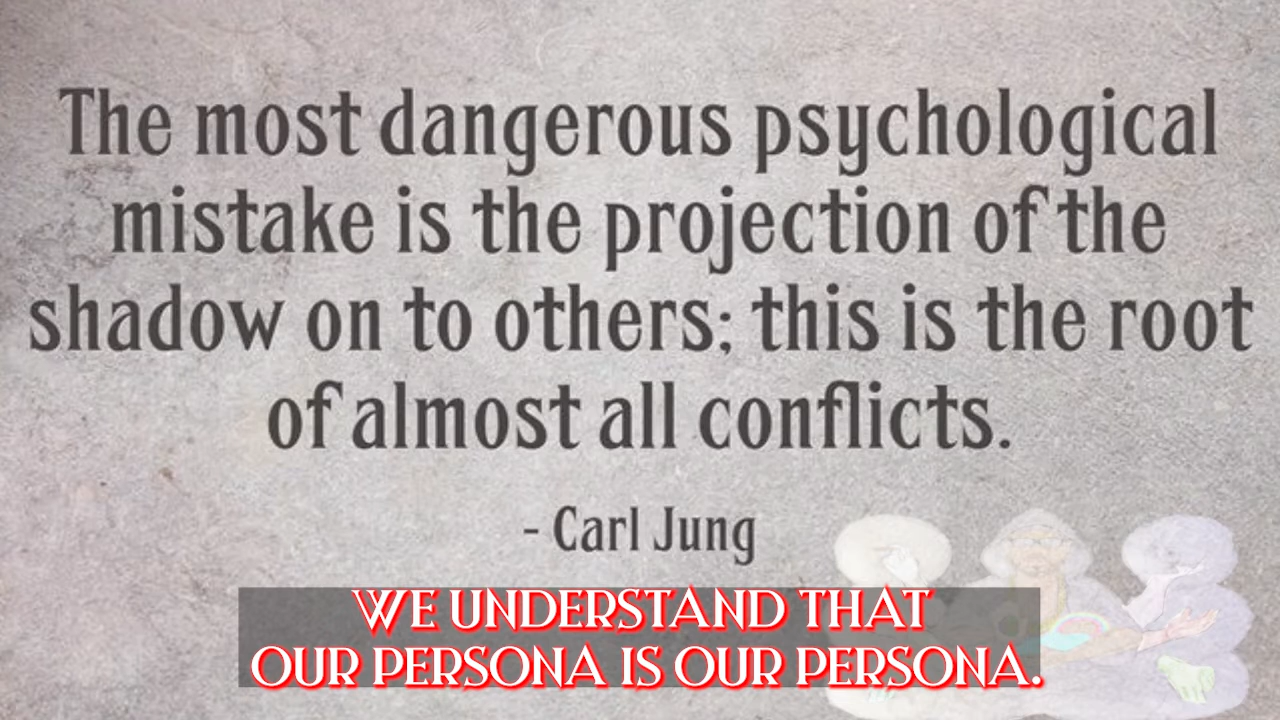 The most dangerous psychological
mistake is the projection of the
shadow on to others; this is the root
of almost all conflicts.
- Carl Jung
WE UNDERSTAND THAT
OUR PERSONA IS OUR PERSONA.